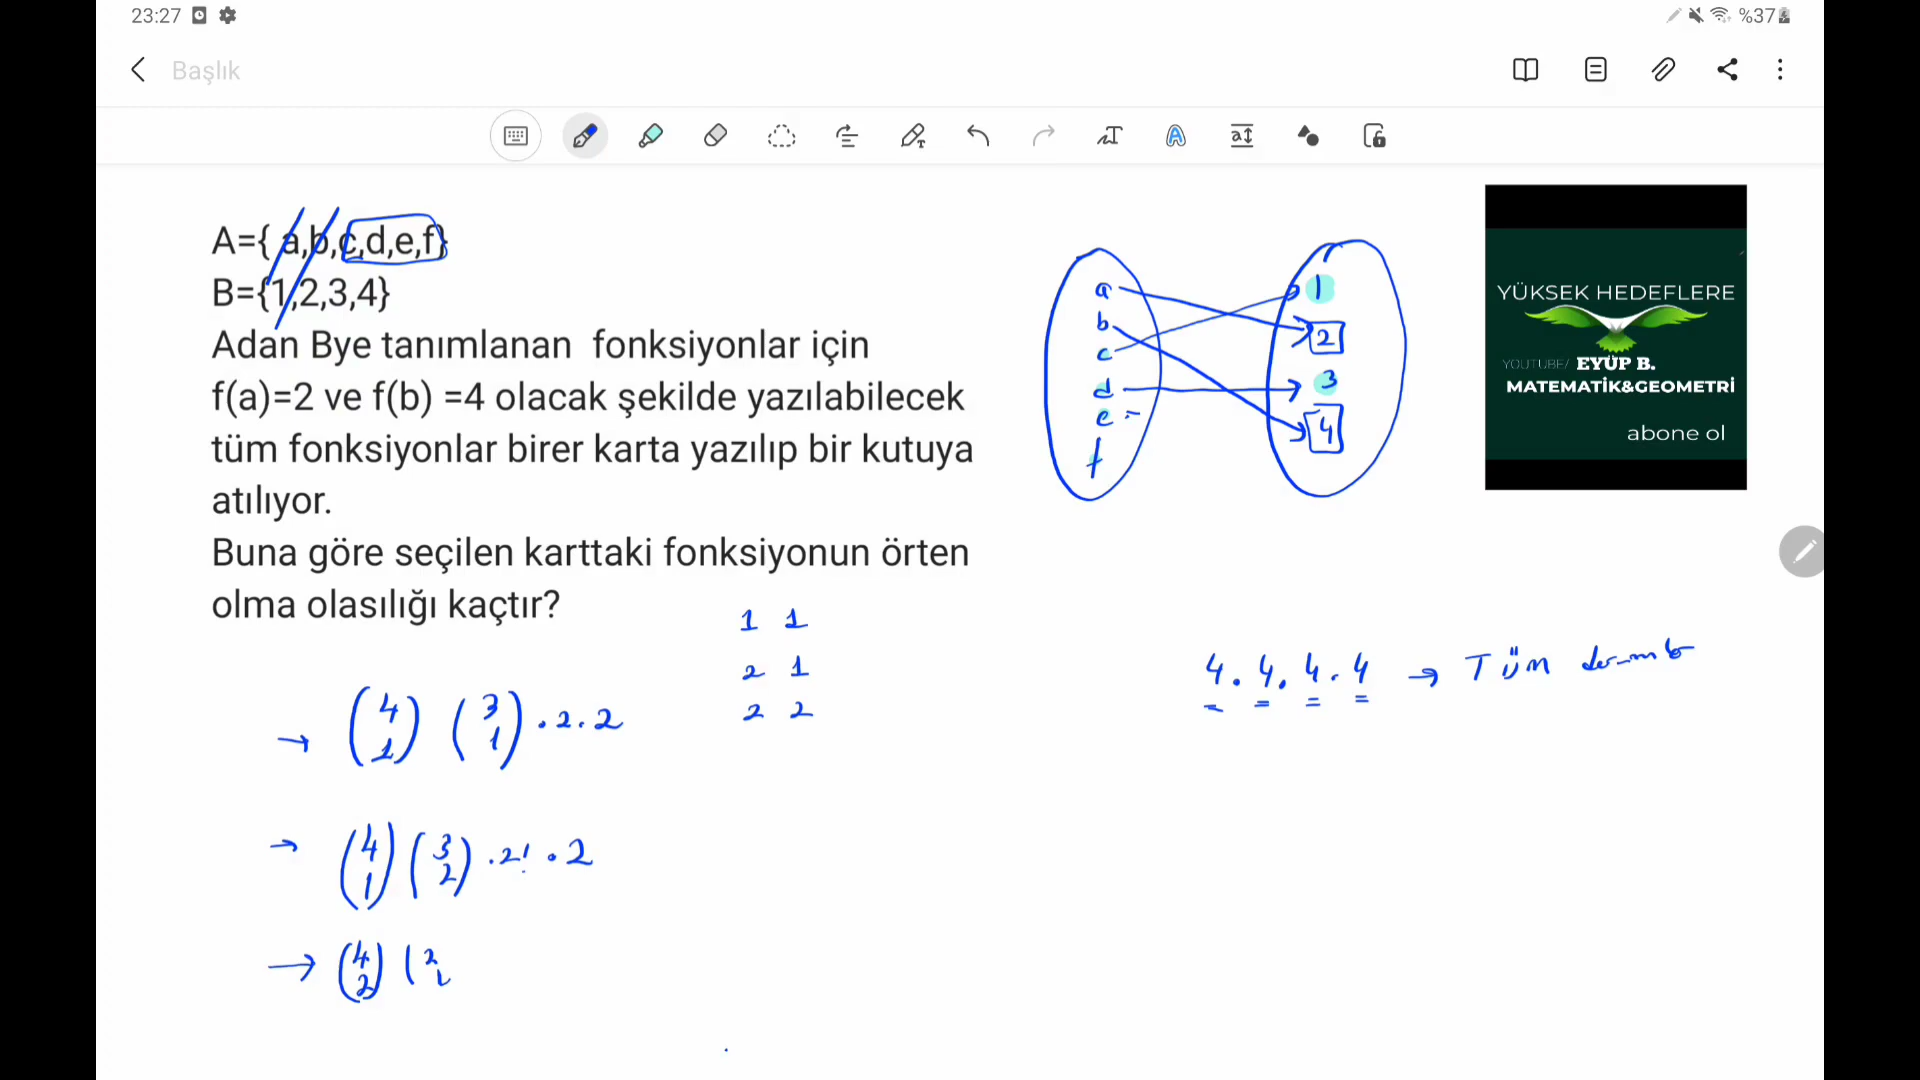 23:27 %37
Başlık
A={ a,b,c,d,e,f}
B={1,2,3,4}
Adan Bye tanımlanan fonksiyonlar için
f(a)=2 ve f(b) =4 olacak şekilde yazılabilecek
tüm fonksiyonlar birer karta yazılıp bir kutuya
atılıyor.
Buna göre seçilen karttaki fonksiyonun örten
olma olasılığı kaçtır?
a
b
c
d
e
f
1
2
3
4
YÜKSEK HEDEFLERE
YOUTUBE/ EYÜP B.
MATEMATİK&GEOMETRİ
abone ol
1 1
2 1
2 2
4 . 4 . 4 . 4 → Tüm
→ (4 1) (3 1) . 2 . 2
→ (4 1) (3 2) . 2! . 2
→ (4 2) (2